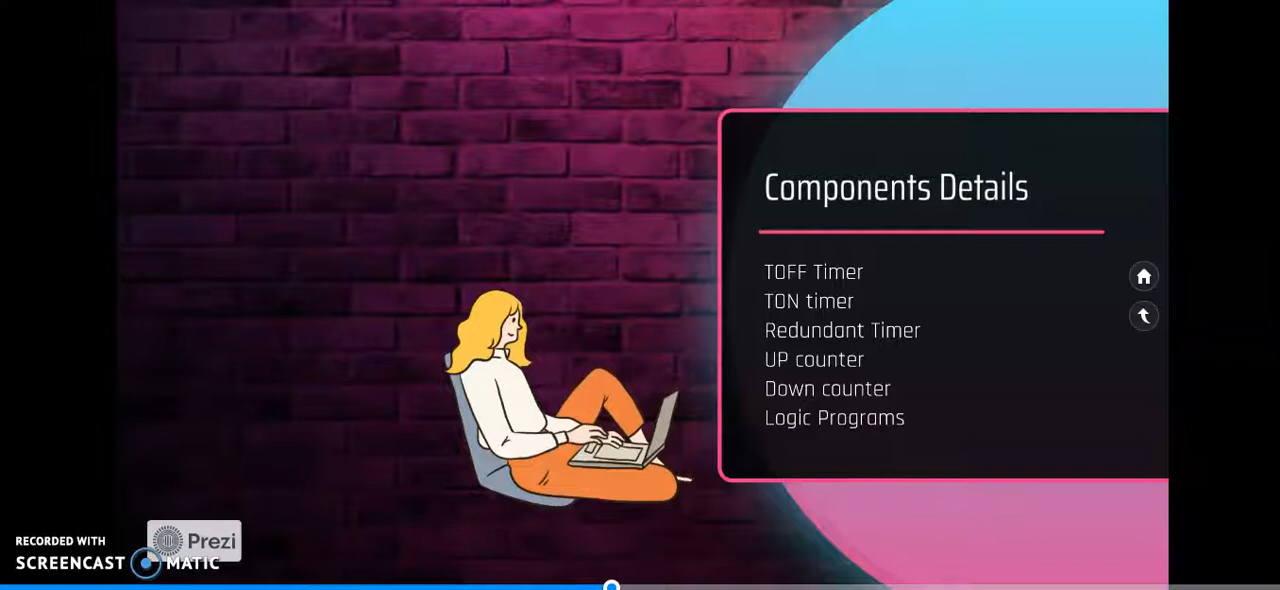 Components Details
TOFF Timer
TON timer
Redundant Timer
UP counter
Down counter
Logic Programs
Prezi
RECORDED WITH
SCREENCAST MATIC